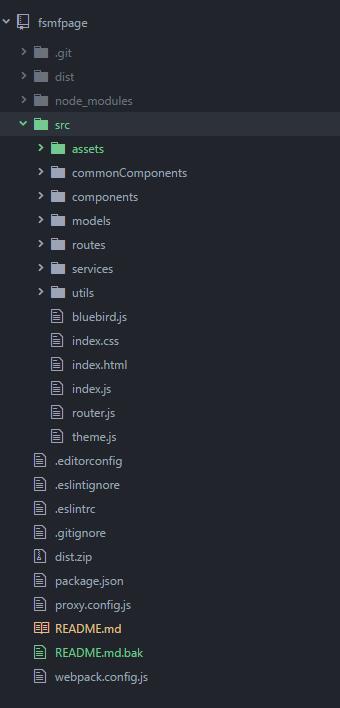 fsmfpage
.git
dist
node_modules
src
assets
commonComponents
components
models
routes
services
utils
bluebird.js
index.css
index.html
index.js
router.js
theme.js
.editorconfig
.eslintignore
.eslintrc
.gitignore
dist.zip
package.json
proxy.config.js
README.md
README.md.bak
webpack.config.js